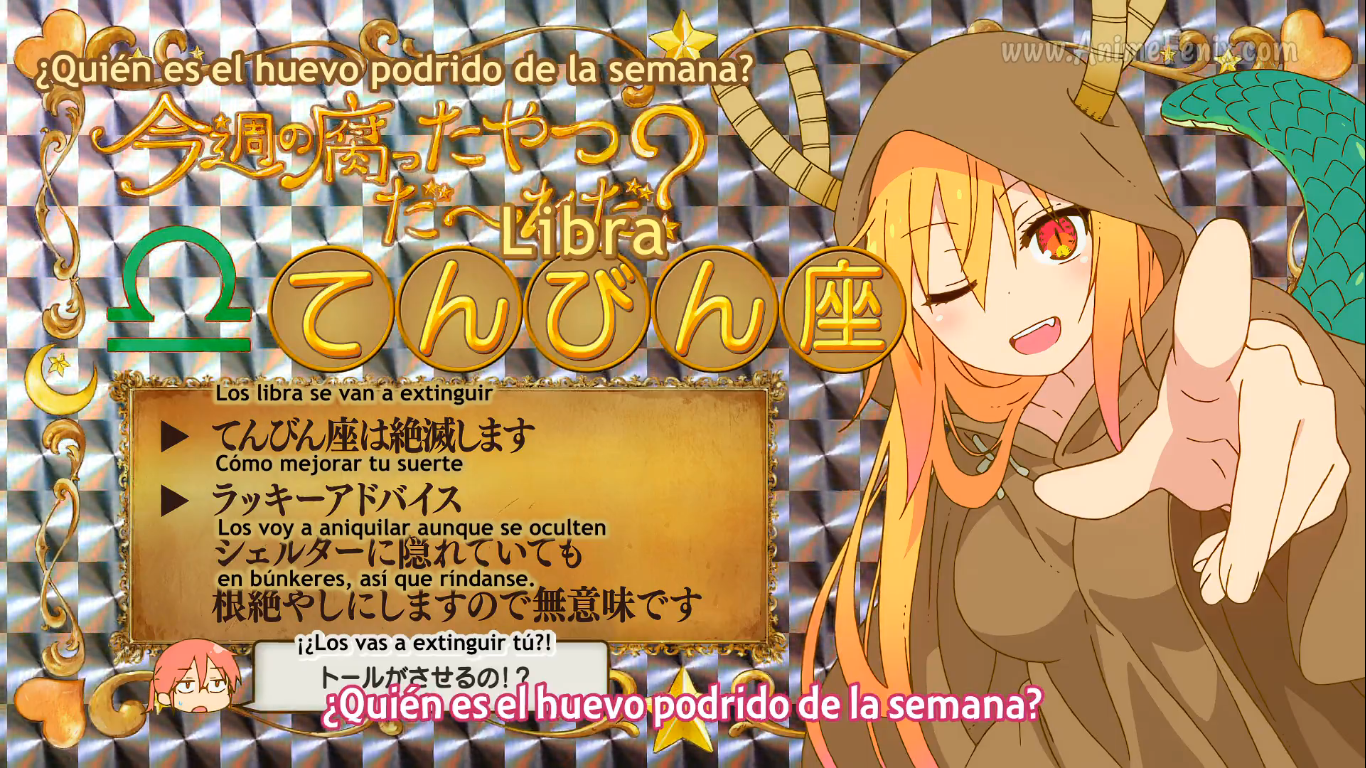 www.AnimeFenix.com
¿Quién es el huevo podrido de la semana?
今週の腐ったやつ
だ～れだ?
Libra
てんびん座
Los libra se van a extinguir
▶ てんびん座は絶滅します
Cómo mejorar tu suerte
▶ ラッキーアドバイス
Los voy a aniquilar aunque se oculten
シェルターに隠れていても
en búnkeres, así que ríndanse.
根絶やしにしますので無意味です
¡¿Los vas a extinguir tú?!
トールがさせるの!?
¿Quién es el huevo podrido de la semana?